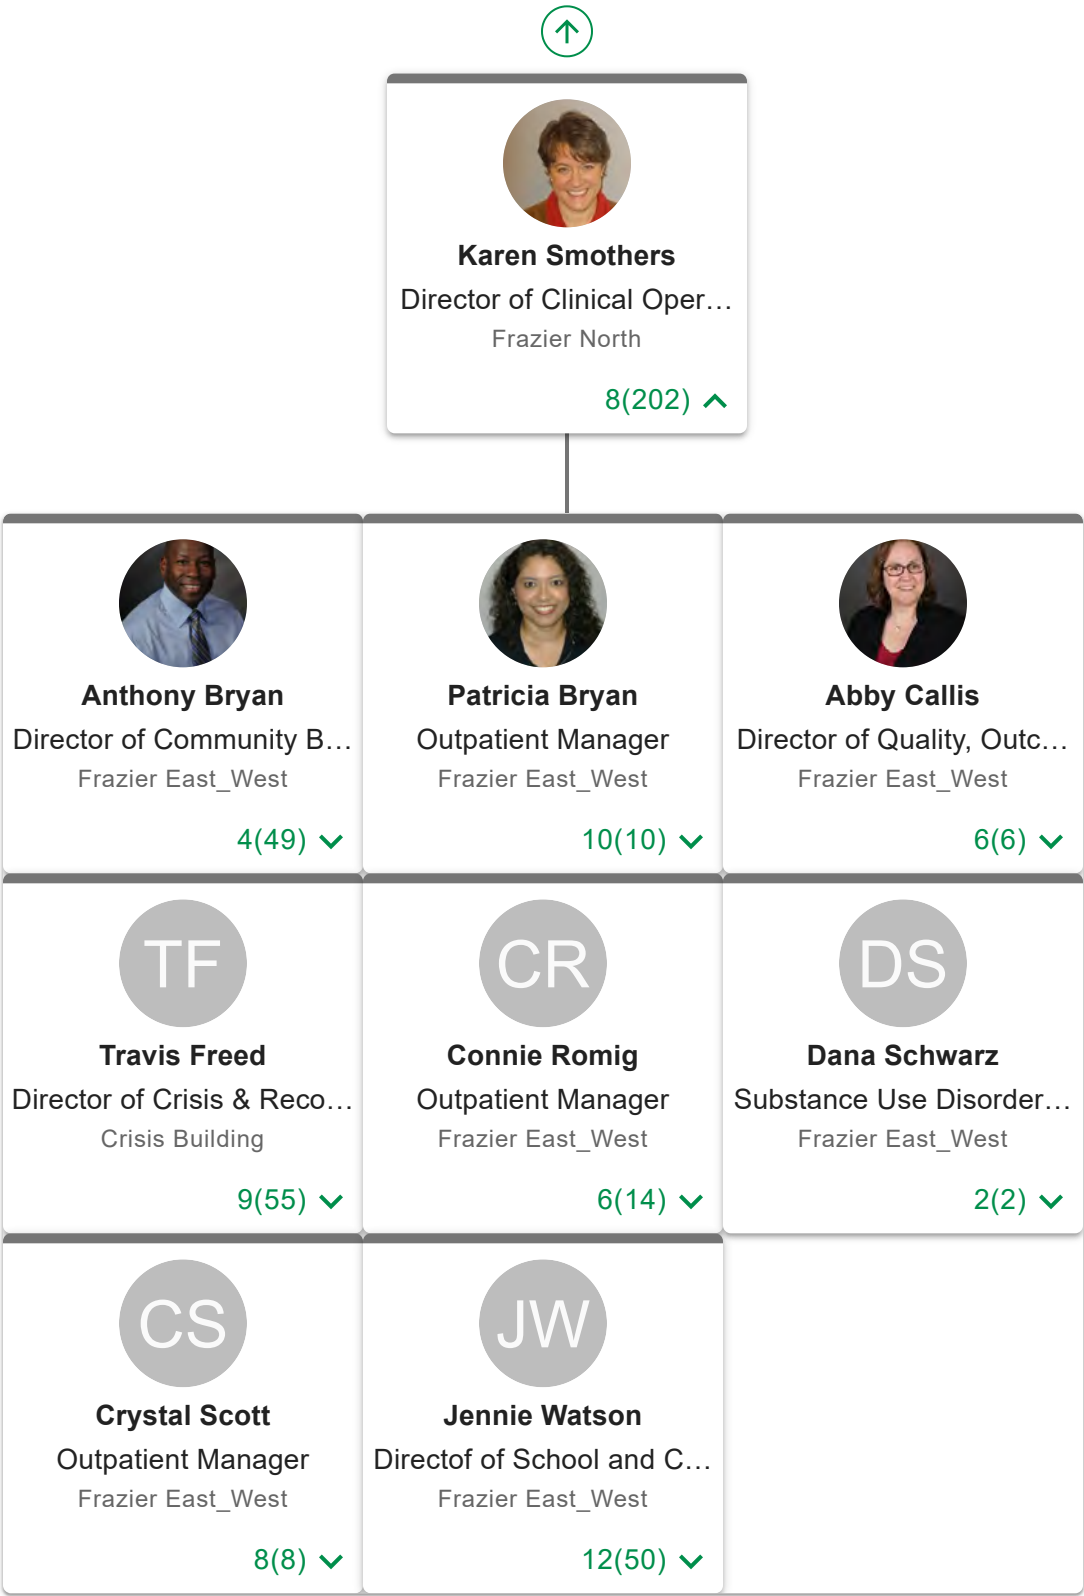 Karen Smothers
Director of Clinical Oper…
Frazier North
8(202)
Anthony Bryan
Director of Community B…
Frazier East_West
4(49)
Patricia Bryan
Outpatient Manager
Frazier East_West
10(10)
Abby Callis
Director of Quality, Outc…
Frazier East_West
6(6)
TF
Travis Freed
Director of Crisis & Reco…
Crisis Building
9(55)
CR
Connie Romig
Outpatient Manager
Frazier East_West
6(14)
DS
Dana Schwarz
Substance Use Disorder…
Frazier East_West
2(2)
CS
Crystal Scott
Outpatient Manager
Frazier East_West
8(8)
JW
Jennie Watson
Directof of School and C…
Frazier East_West
12(50)